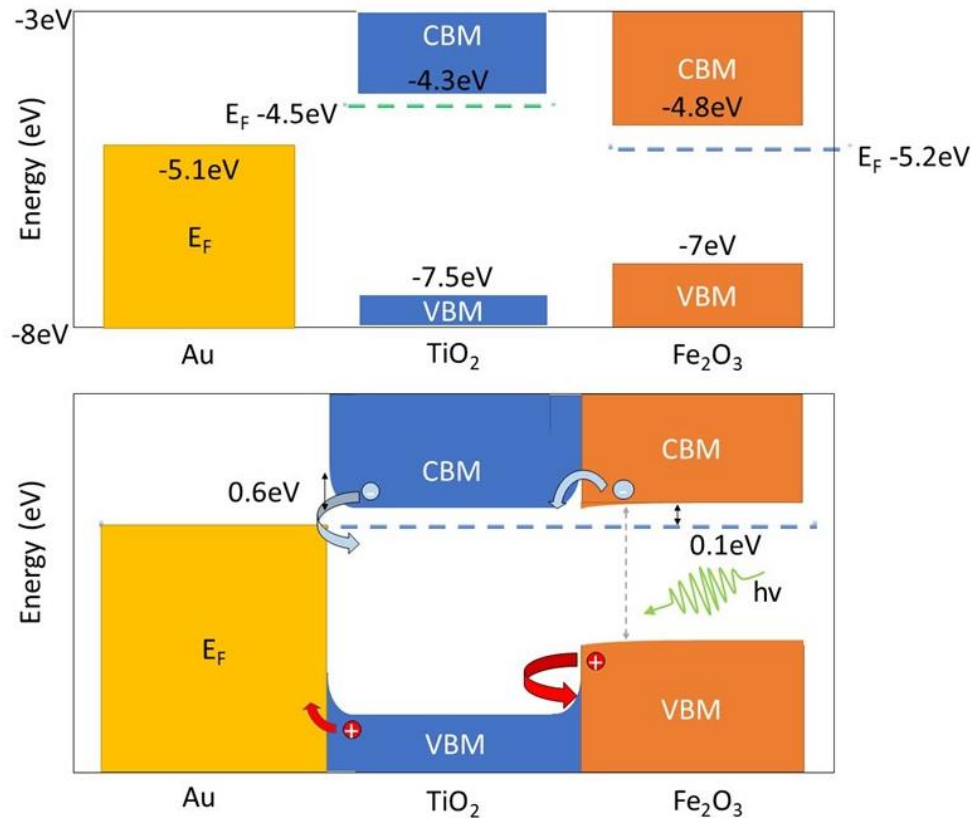 -3eV
CBM
CBM
-4.3eV
E_F -4.5eV
-4.8eV
-5.1eV
E_F -5.2eV
E_F
-7eV
-7.5eV
VBM
VBM
-8eV
Energy (eV)
Au
TiO₂
Fe₂O₃
CBM
CBM
0.6eV
-
-
0.1eV
hν
E_F
+
+
VBM
VBM
Energy (eV)
Au
TiO₂
Fe₂O₃